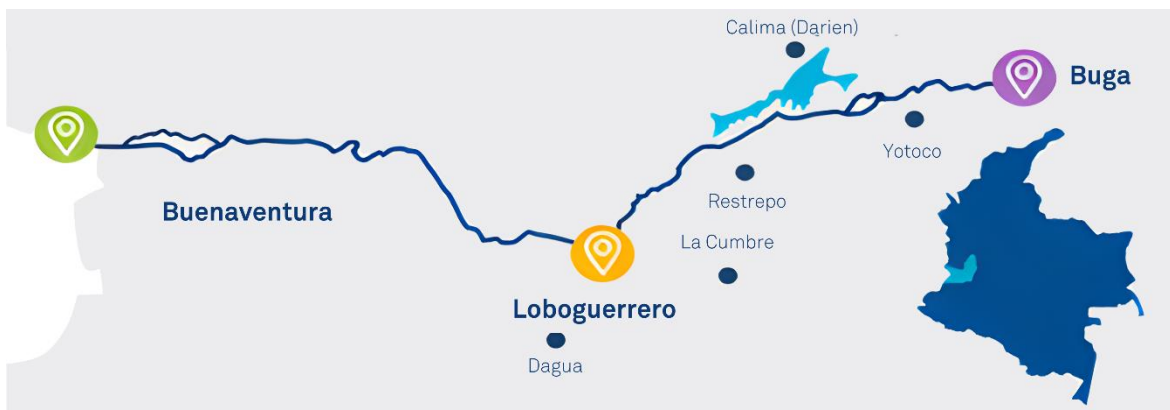 Calima (Darien)
Buga
Yotoco
Restrepo
Buenaventura
La Cumbre
Loboguerrero
Dagua